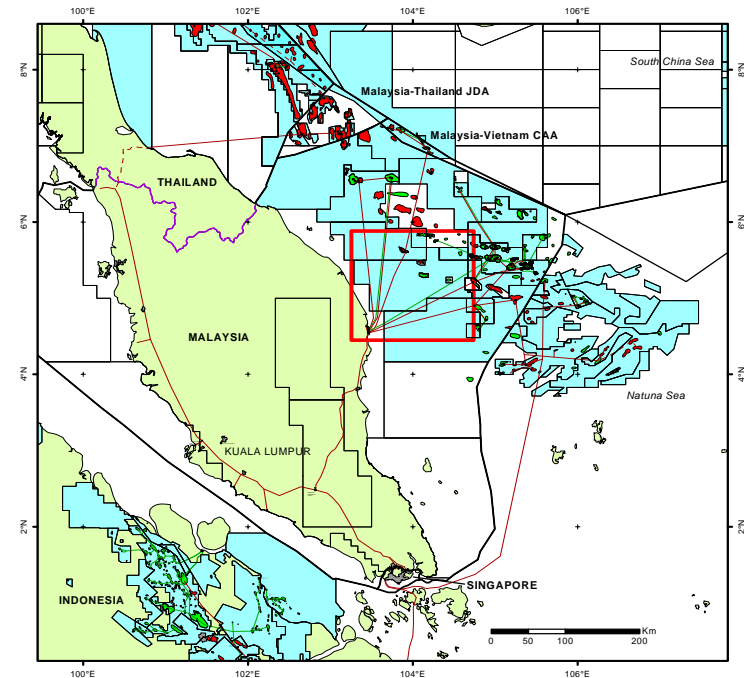 100°E 102°E 104°E 106°E
8°N
South China Sea
Malaysia-Thailand JDA
Malaysia-Vietnam CAA
THAILAND
6°N 6°N
MALAYSIA
4°N 4°N
Natuna Sea
KUALA LUMPUR
2°N 2°N
SINGAPORE
INDONESIA
Km
0 50 100 200
100°E 102°E 104°E 106°E